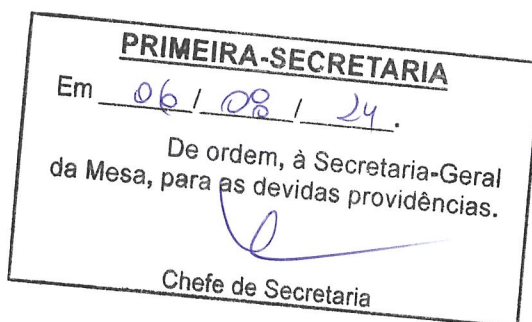 PRIMEIRA-SECRETARIA
Em 06 / 08 / 24.
De ordem, à Secretaria-Geral
da Mesa, para as devidas providências.
Chefe de Secretaria